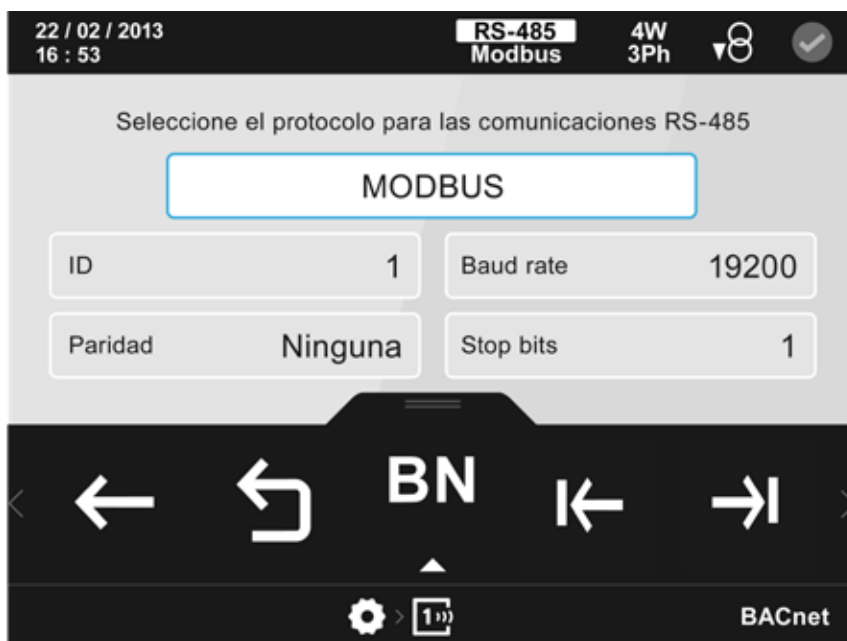 22 / 02 / 2013
16 : 53
RS-485
Modbus
4W
3Ph
Seleccione el protocolo para las comunicaciones RS-485
MODBUS
ID 1
Baud rate 19200
Paridad Ninguna
Stop bits 1
BN
1
BACnet